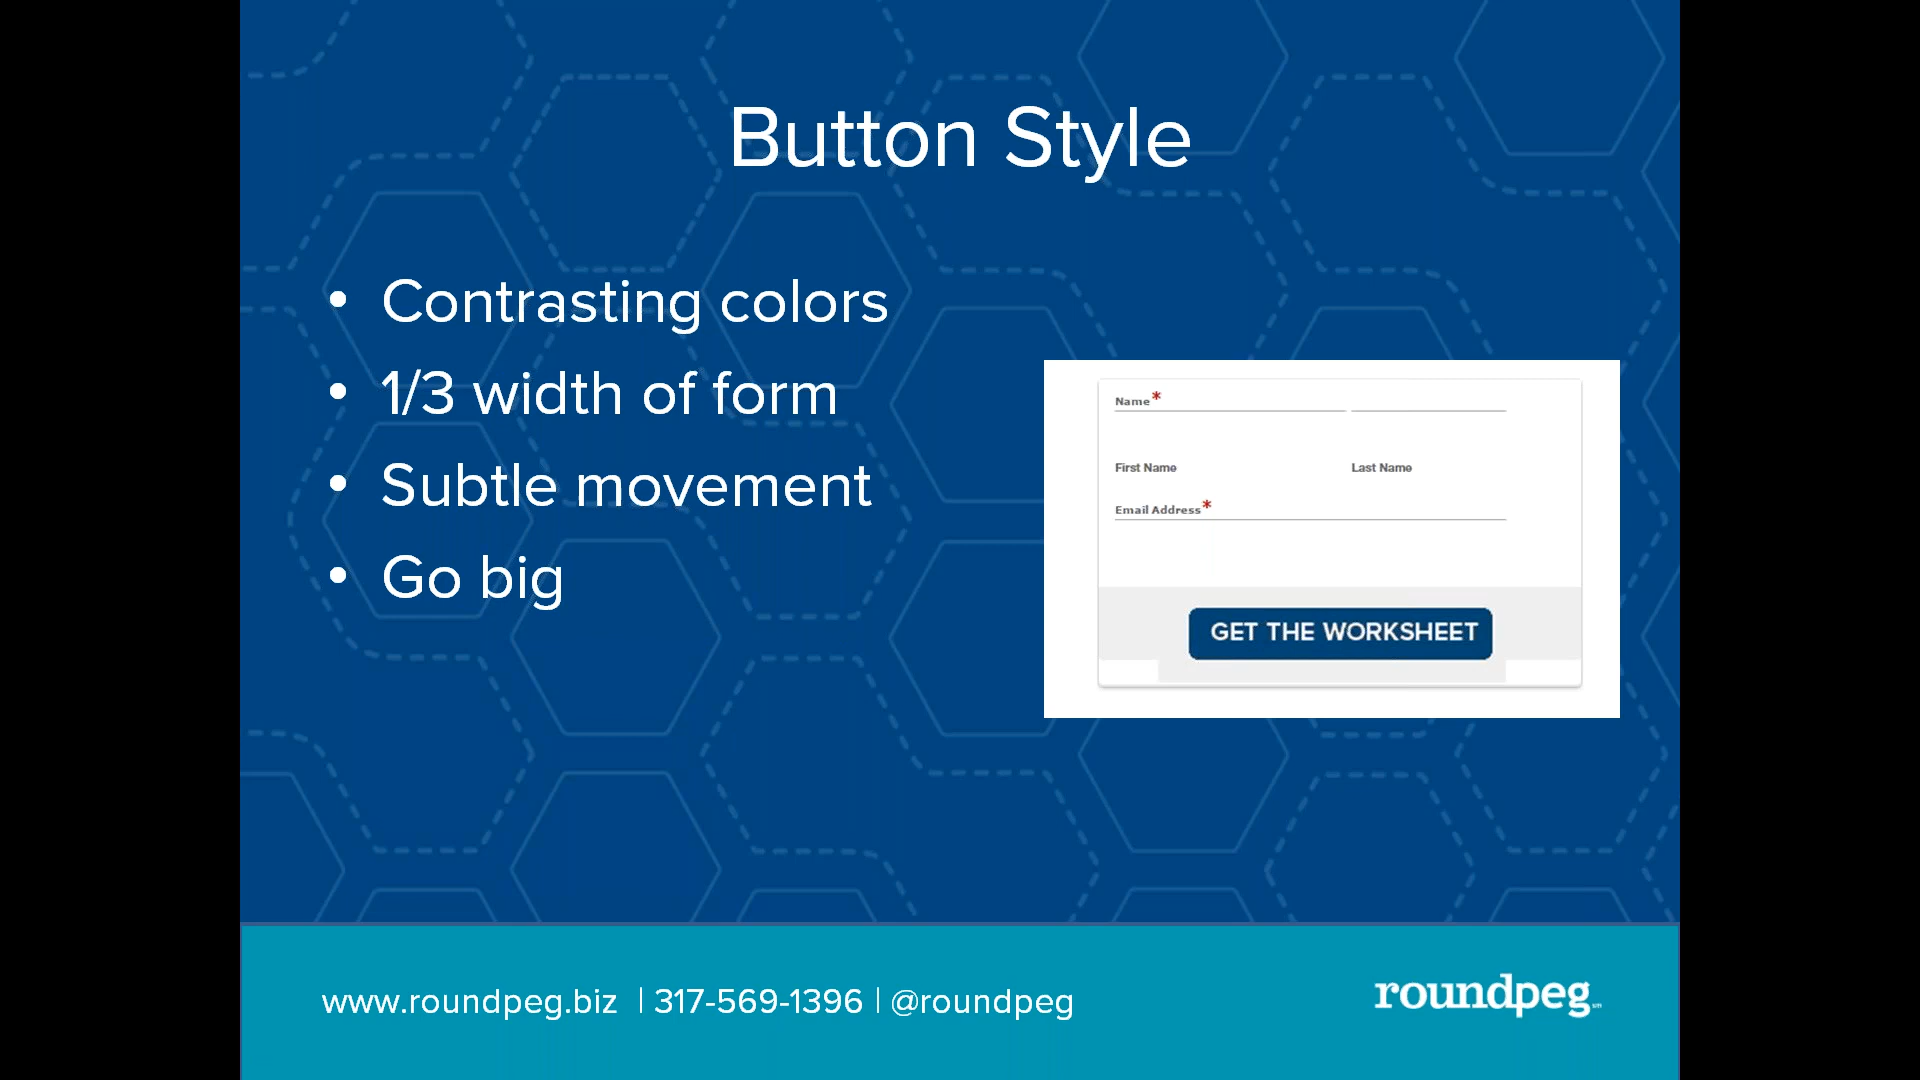 Button Style
• Contrasting colors
• 1/3 width of form
• Subtle movement
• Go big
Name*
First Name Last Name
Email Address*
GET THE WORKSHEET
www.roundpeg.biz | 317-569-1396 | @roundpeg
roundpeg